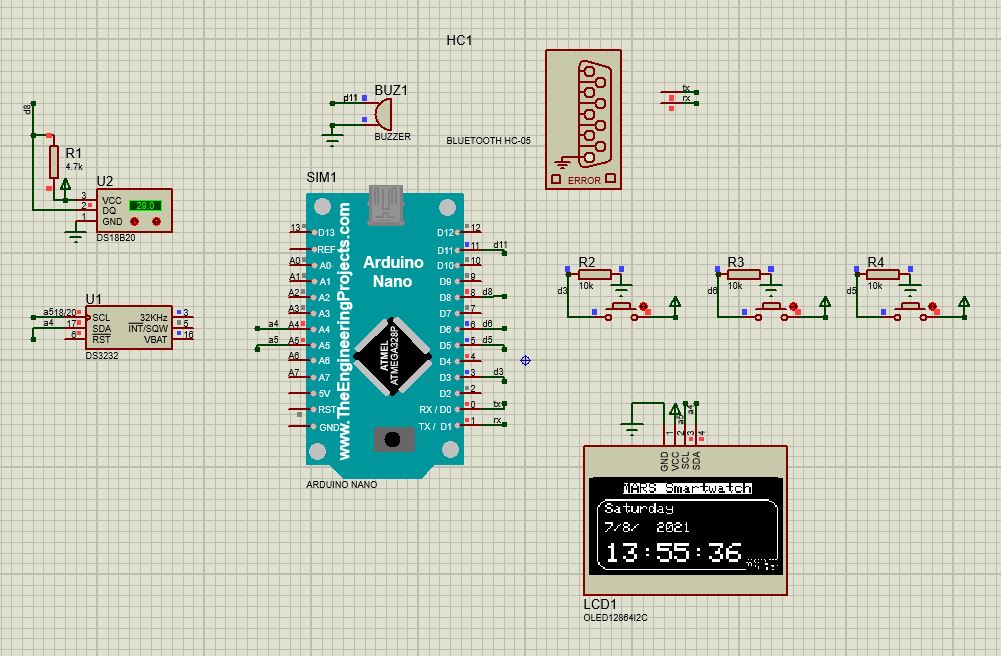 HC1
BLUETOOTH HC-05
ERROR
tx
rx
d11
BUZ1
BUZZER
d8
R1
4.7k
U2
3
2
1
VCC
DQ
GND
29.0
DS18B20
U1
a5
18/20
SCL
32KHz
3
a4
17
SDA
INT/SQW
5
6
RST
VBAT
16
DS3232
SIM1
www.TheEngineeringProjects.com
Arduino
Nano
ATMEL
ATMEGA328P
13
D13
REF
A0
A0
A1
A1
A2
A2
A3
A3
a4
A4
A4
a5
A5
A5
A6
A6
A7
A7
5V
RST
GND
D12
12
D11
11
d11
D10
10
D9
9
D8
8
d8
D7
7
D6
6
d6
D5
5
d5
D4
4
D3
3
d3
D2
2
RX / D0
0
tx
TX / D1
1
rx
ARDUINO NANO
R2
10k
d3
R3
10k
d6
R4
10k
d5
a5
a4
1
2
3
4
GND
VCC
SCL
SDA
MARS Smartwatch
Saturday
7/8/ 2021
13:55:36
LCD1
OLED12864I2C